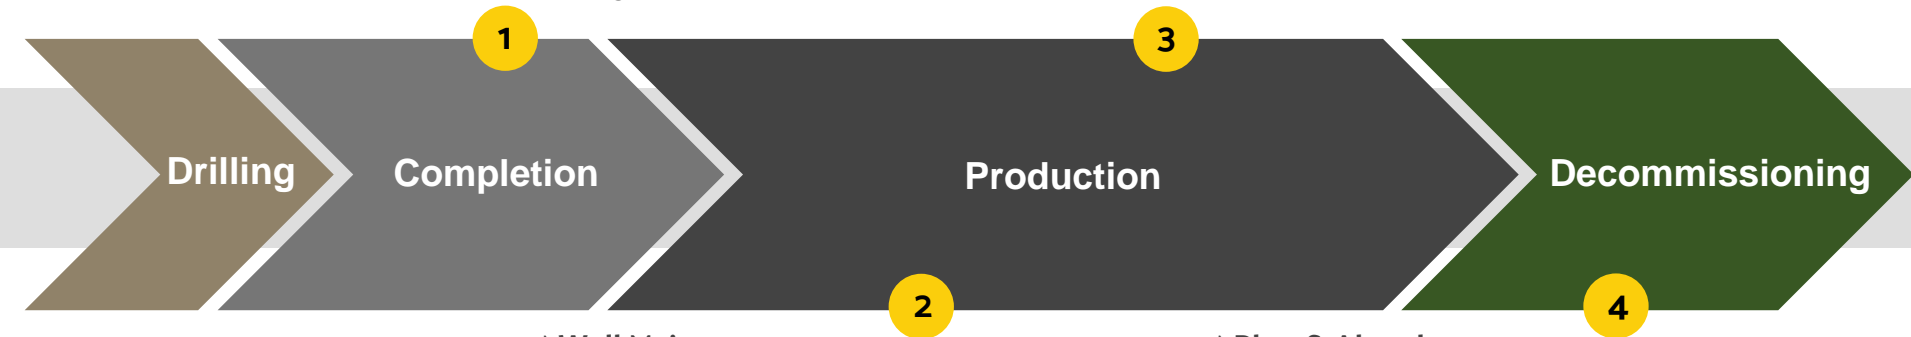 1
3
Drilling
Completion
Production
Decommissioning
2
4